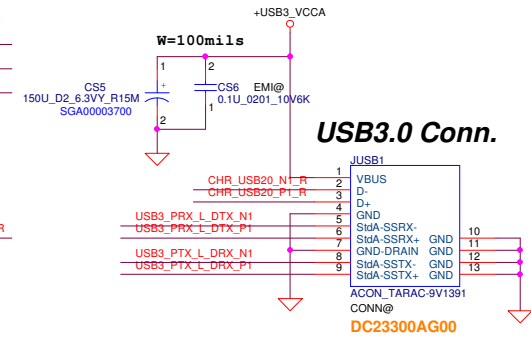 +USB3_VCCA
W=100mils
1
2
+
CS5
CS6
EMI@
150U_D2_6.3VY_R15M
0.1U_0201_10V6K
SGA00003700
1
2
USB3.0 Conn.
JUSB1
1
VBUS
CHR_USB20_N1_R
2
D-
CHR_USB20_P1_R
3
D+
4
GND
USB3_PRX_L_DTX_N1
5
StdA-SSRX-
USB3_PRX_L_DTX_P1
6
StdA-SSRX+
GND
10
R
7
GND-DRAIN
GND
11
USB3_PTX_L_DRX_N1
8
StdA-SSTX-
GND
12
USB3_PTX_L_DRX_P1
9
StdA-SSTX+
GND
13
ACON_TARAC-9V1391
CONN@
DC23300AG00